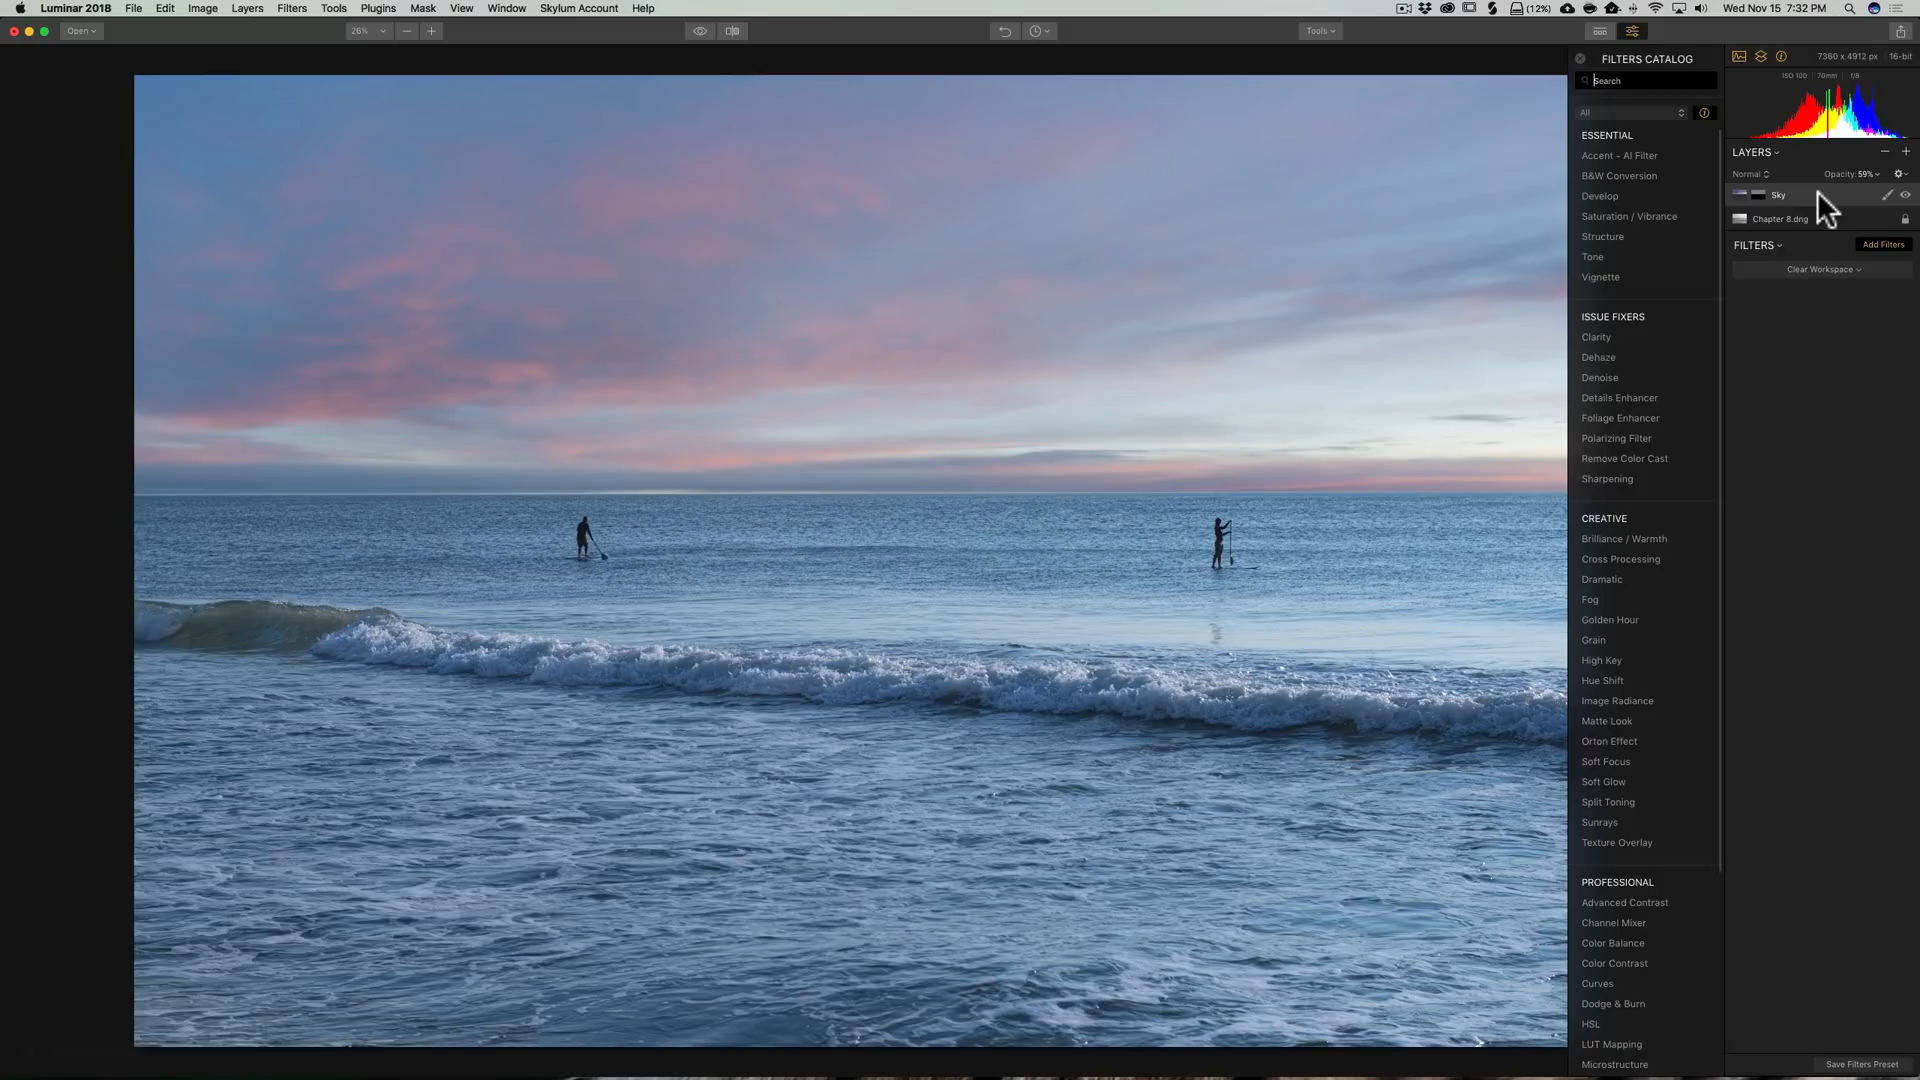 Luminar 2018 File Edit Image Layers Filters Tools Plugins Mask View Window Skylum Account Help (12%) Wed Nov 15 7:32 PM
Open 26% Tools
FILTERS CATALOG
Search
All
ESSENTIAL
Accent - AI Filter
B&W Conversion
Develop
Saturation / Vibrance
Structure
Tone
Vignette
ISSUE FIXERS
Clarity
Dehaze
Denoise
Details Enhancer
Foliage Enhancer
Polarizing Filter
Remove Color Cast
Sharpening
CREATIVE
Brilliance / Warmth
Cross Processing
Dramatic
Fog
Golden Hour
Grain
High Key
Hue Shift
Image Radiance
Matte Look
Orton Effect
Soft Focus
Soft Glow
Split Toning
Sunrays
Texture Overlay
PROFESSIONAL
Advanced Contrast
Channel Mixer
Color Balance
Color Contrast
Curves
Dodge & Burn
HSL
LUT Mapping
Microstructure
7360 x 4912 px 16-bit
ISO 100 70mm f/8
LAYERS
Normal Opacity: 59%
Sky
Chapter 8.dng
FILTERS Add Filters
Clear Workspace
Save Filters Preset